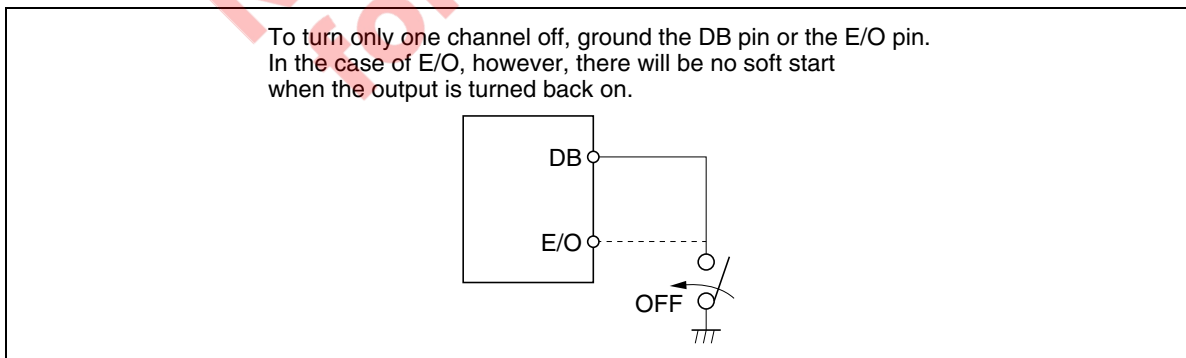 To turn only one channel off, ground the DB pin or the E/O pin.
In the case of E/O, however, there will be no soft start
when the output is turned back on.
DB
E/O
OFF